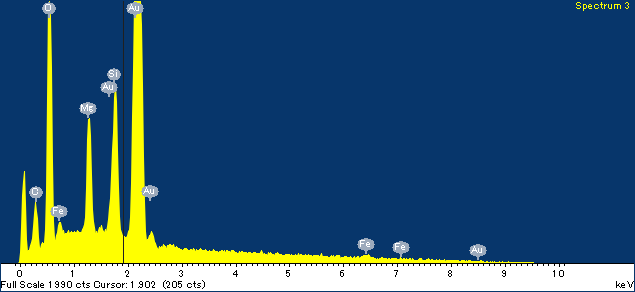 Spectrum 3
O
Au
Si
Au
Mg
C
Fe
Au
Fe
Fe
Au
0 1 2 3 4 5 6 7 8 9 10
Full Scale 1990 cts Cursor: 1.902 (205 cts) keV